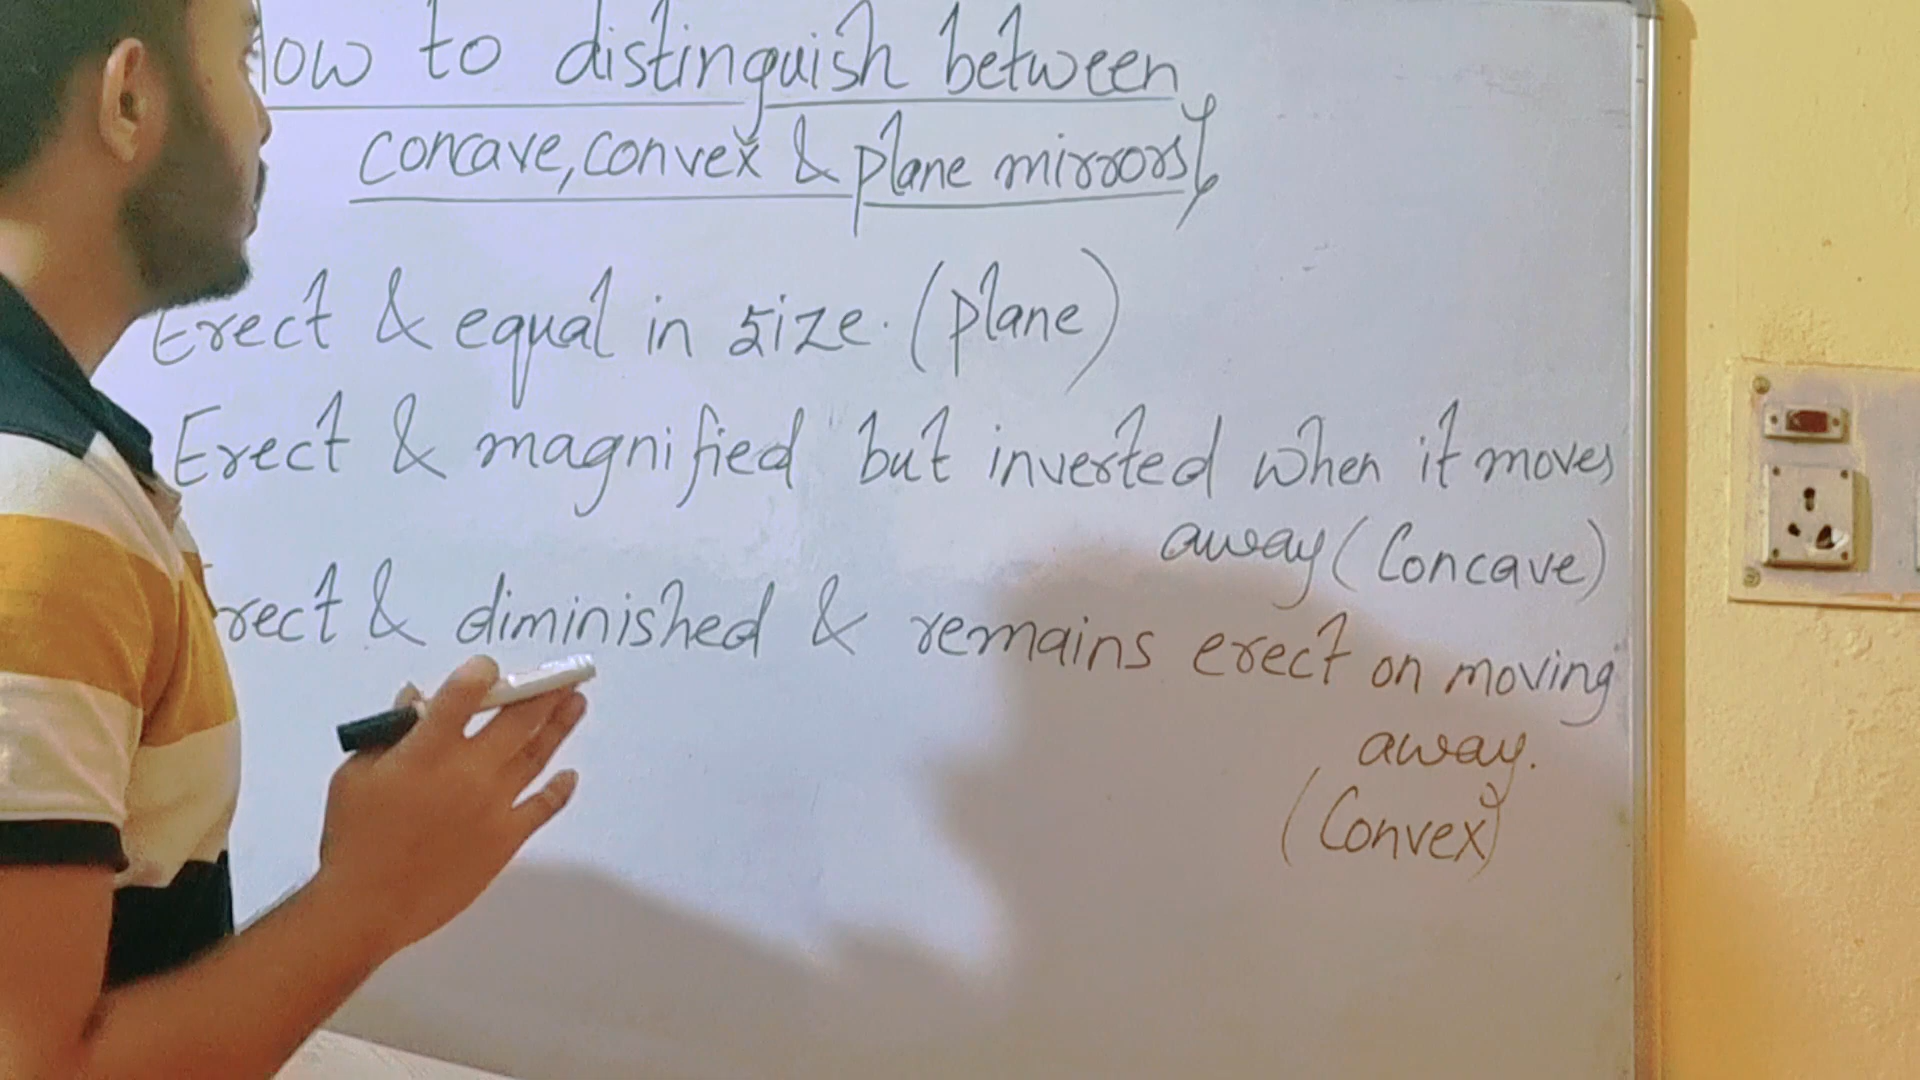 How to distinguish between
concave, convex & plane mirrors
Erect & equal in size. (plane)
Erect & magnified but inverted when it moves
away (Concave)
Erect & diminished & remains erect on moving
away.
(Convex)